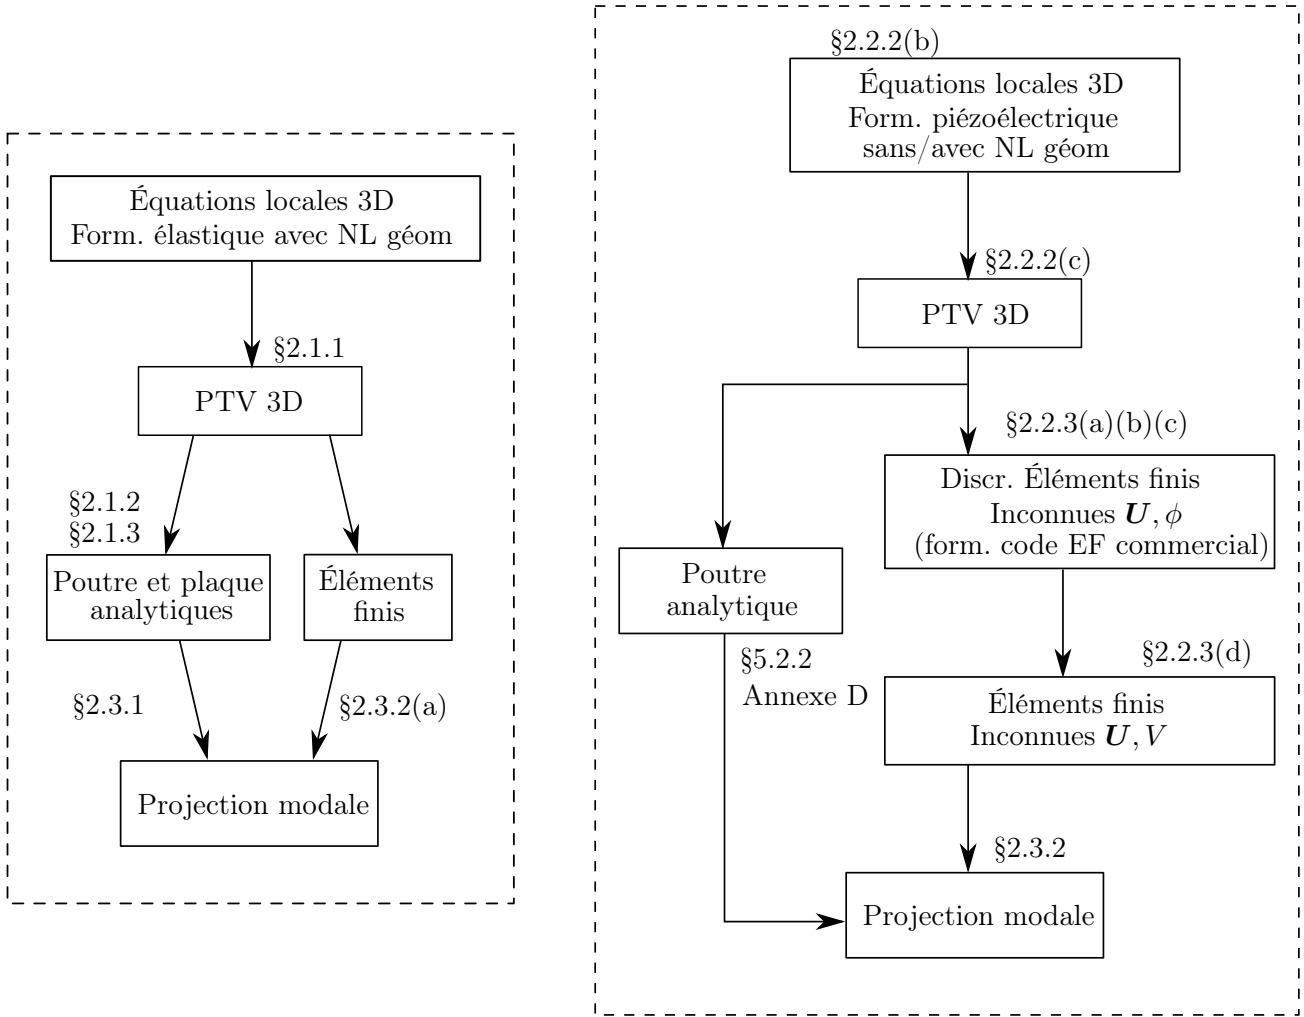 Équations locales 3D
Form. élastique avec NL géom
§2.1.1
PTV 3D
§2.1.2
§2.1.3
Poutre et plaque
analytiques
Éléments
finis
§2.3.1
§2.3.2(a)
Projection modale
§2.2.2(b)
Équations locales 3D
Form. piézoélectrique
sans/avec NL géom
§2.2.2(c)
PTV 3D
§2.2.3(a)(b)(c)
Discr. Éléments finis
Inconnues U, ϕ
(form. code EF commercial)
Poutre
analytique
§5.2.2
Annexe D
§2.2.3(d)
Éléments finis
Inconnues U, V
§2.3.2
Projection modale